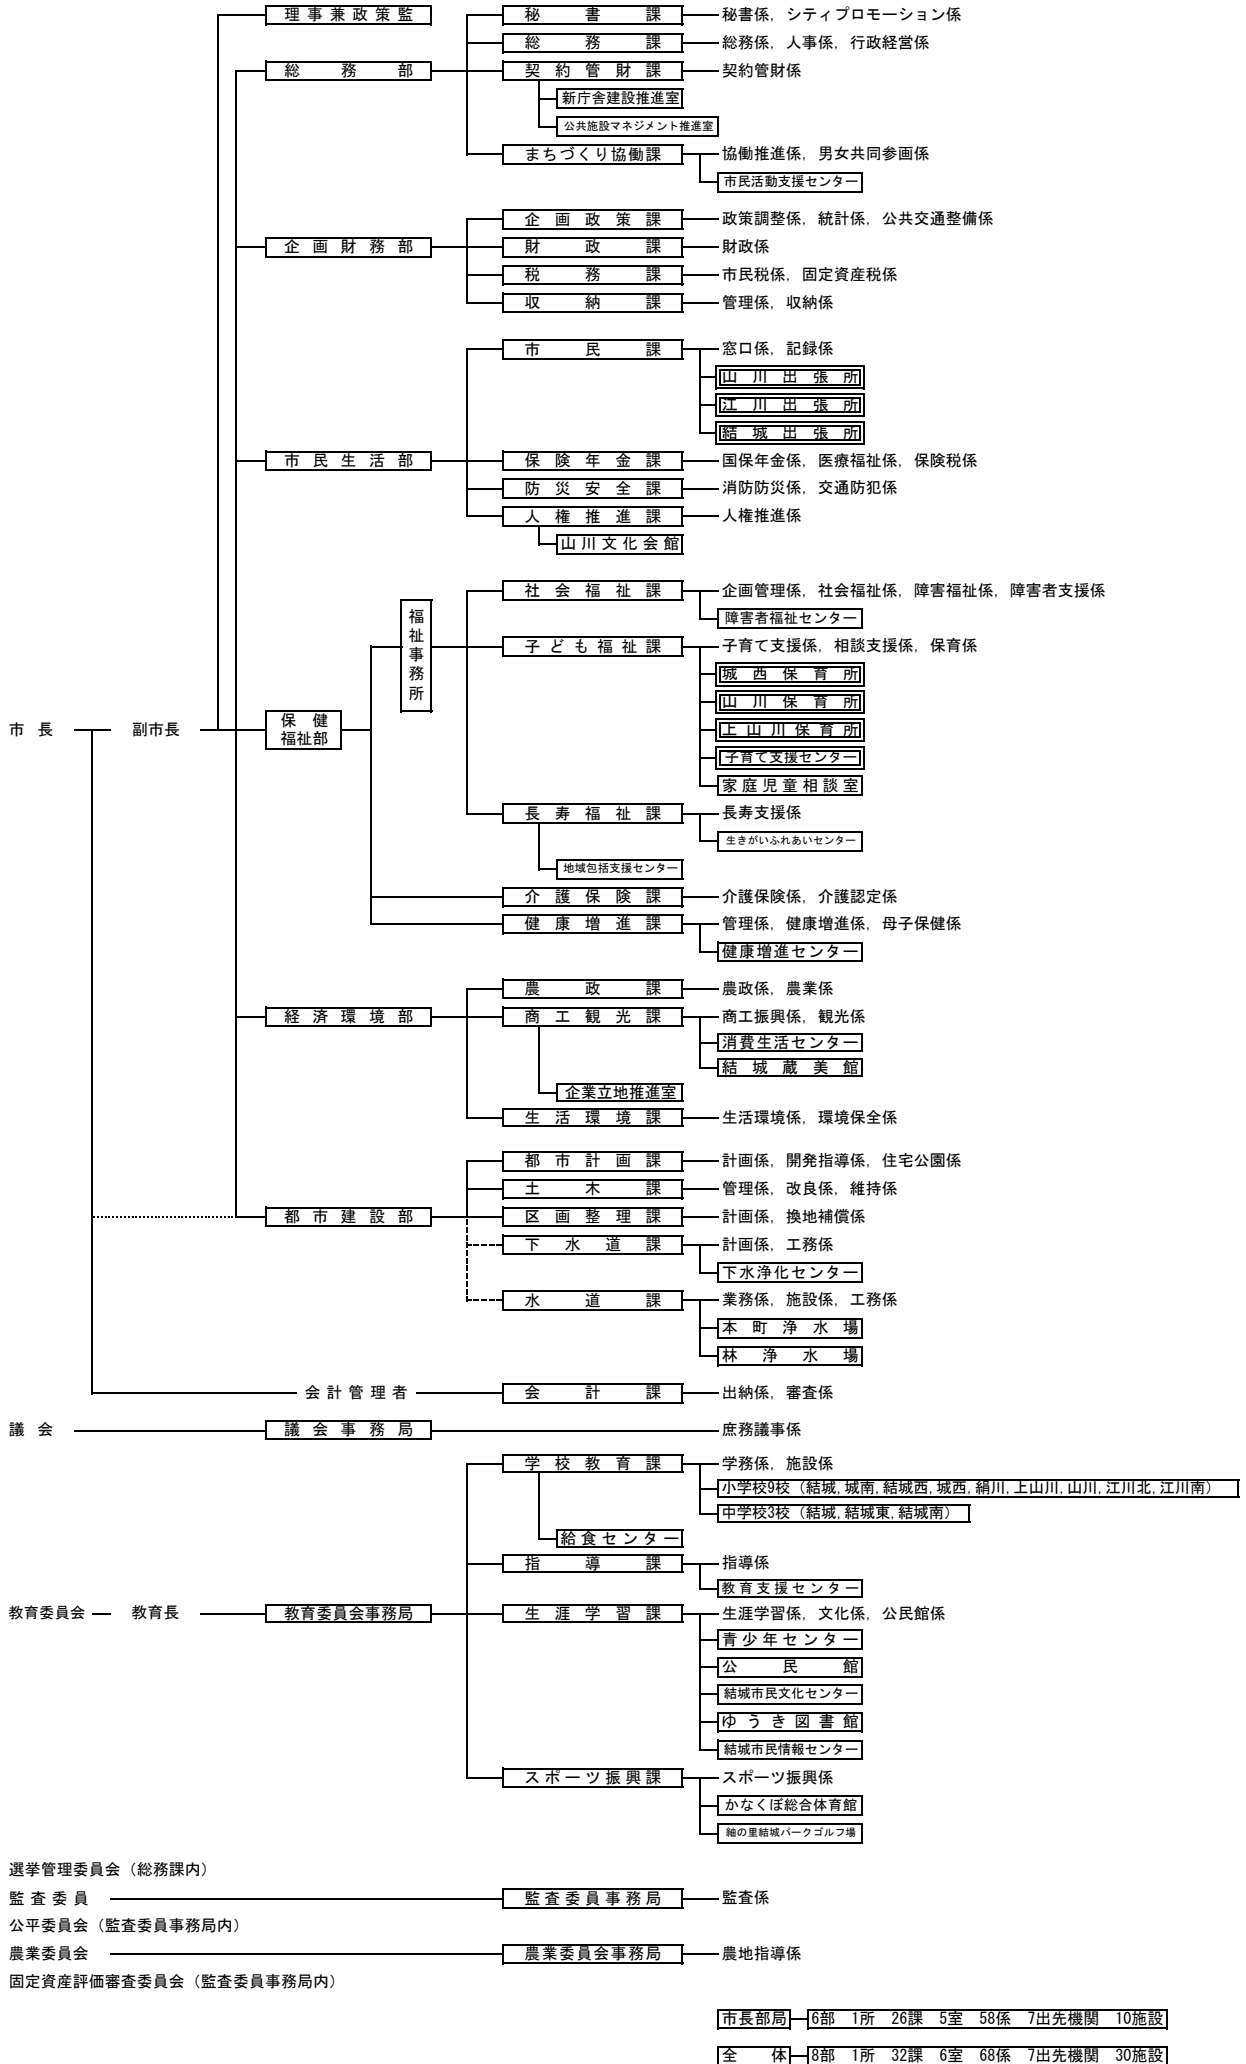 理事兼政策監 秘書課 秘書係, シティプロモーション係
総務課 総務係, 人事係, 行政経営係
総務部 契約管財課 契約管財係
新庁舎建設推進室
公共施設マネジメント推進室
まちづくり協働課 協働推進係, 男女共同参画係
市民活動支援センター
企画政策課 政策調整係, 統計係, 公共交通整備係
企画財務部 財政課 財政係
税務課 市民税係, 固定資産税係
収納課 管理係, 収納係
市民課 窓口係, 記録係
山川出張所
江川出張所
結城出張所
市民生活部 保険年金課 国保年金係, 医療福祉係, 保険税係
防災安全課 消防防災係, 交通防犯係
人権推進課 人権推進係
山川文化会館
社会福祉課 企画管理係, 社会福祉係, 障害福祉係, 障害者支援係
障害者福祉センター
福祉事務所 子ども福祉課 子育て支援係, 相談支援係, 保育係
城西保育所
山川保育所
市長 副市長 保健福祉部 上山川保育所
子育て支援センター
家庭児童相談室
長寿福祉課 長寿支援係
生きがいふれあいセンター
地域包括支援センター
介護保険課 介護保険係, 介護認定係
健康増進課 管理係, 健康増進係, 母子保健係
健康増進センター
農政課 農政係, 農業係
経済環境部 商工観光課 商工振興係, 観光係
消費生活センター
結城蔵美館
企業立地推進室
生活環境課 生活環境係, 環境保全係
都市計画課 計画係, 開発指導係, 住宅公園係
土木課 管理係, 改良係, 維持係
都市建設部 区画整理課 計画係, 換地補償係
下水道課 計画係, 工務係
下水浄化センター
水道課 業務係, 施設係, 工務係
本町浄水場
林浄水場
会計管理者 会計課 出納係, 審査係
議会 議会事務局 庶務議事係
学校教育課 学務係, 施設係
小学校9校(結城, 城南, 結城西, 城西, 絹川, 上山川, 山川, 江川北, 江川南)
中学校3校(結城, 結城東, 結城南)
給食センター
指導課 指導係
教育支援センター
教育委員会 教育長 教育委員会事務局 生涯学習課 生涯学習係, 文化係, 公民館係
青少年センター
公民館
結城市民文化センター
ゆうき図書館
結城市民情報センター
スポーツ振興課 スポーツ振興係
かなくぼ総合体育館
紬の里結城パークゴルフ場
選挙管理委員会(総務課内)
監査委員 監査委員事務局 監査係
公平委員会(監査委員事務局内)
農業委員会 農業委員会事務局 農地指導係
固定資産評価審査委員会(監査委員事務局内)
市長部局 6部 1所 26課 5室 58係 7出先機関 10施設
全体 8部 1所 32課 6室 68係 7出先機関 30施設